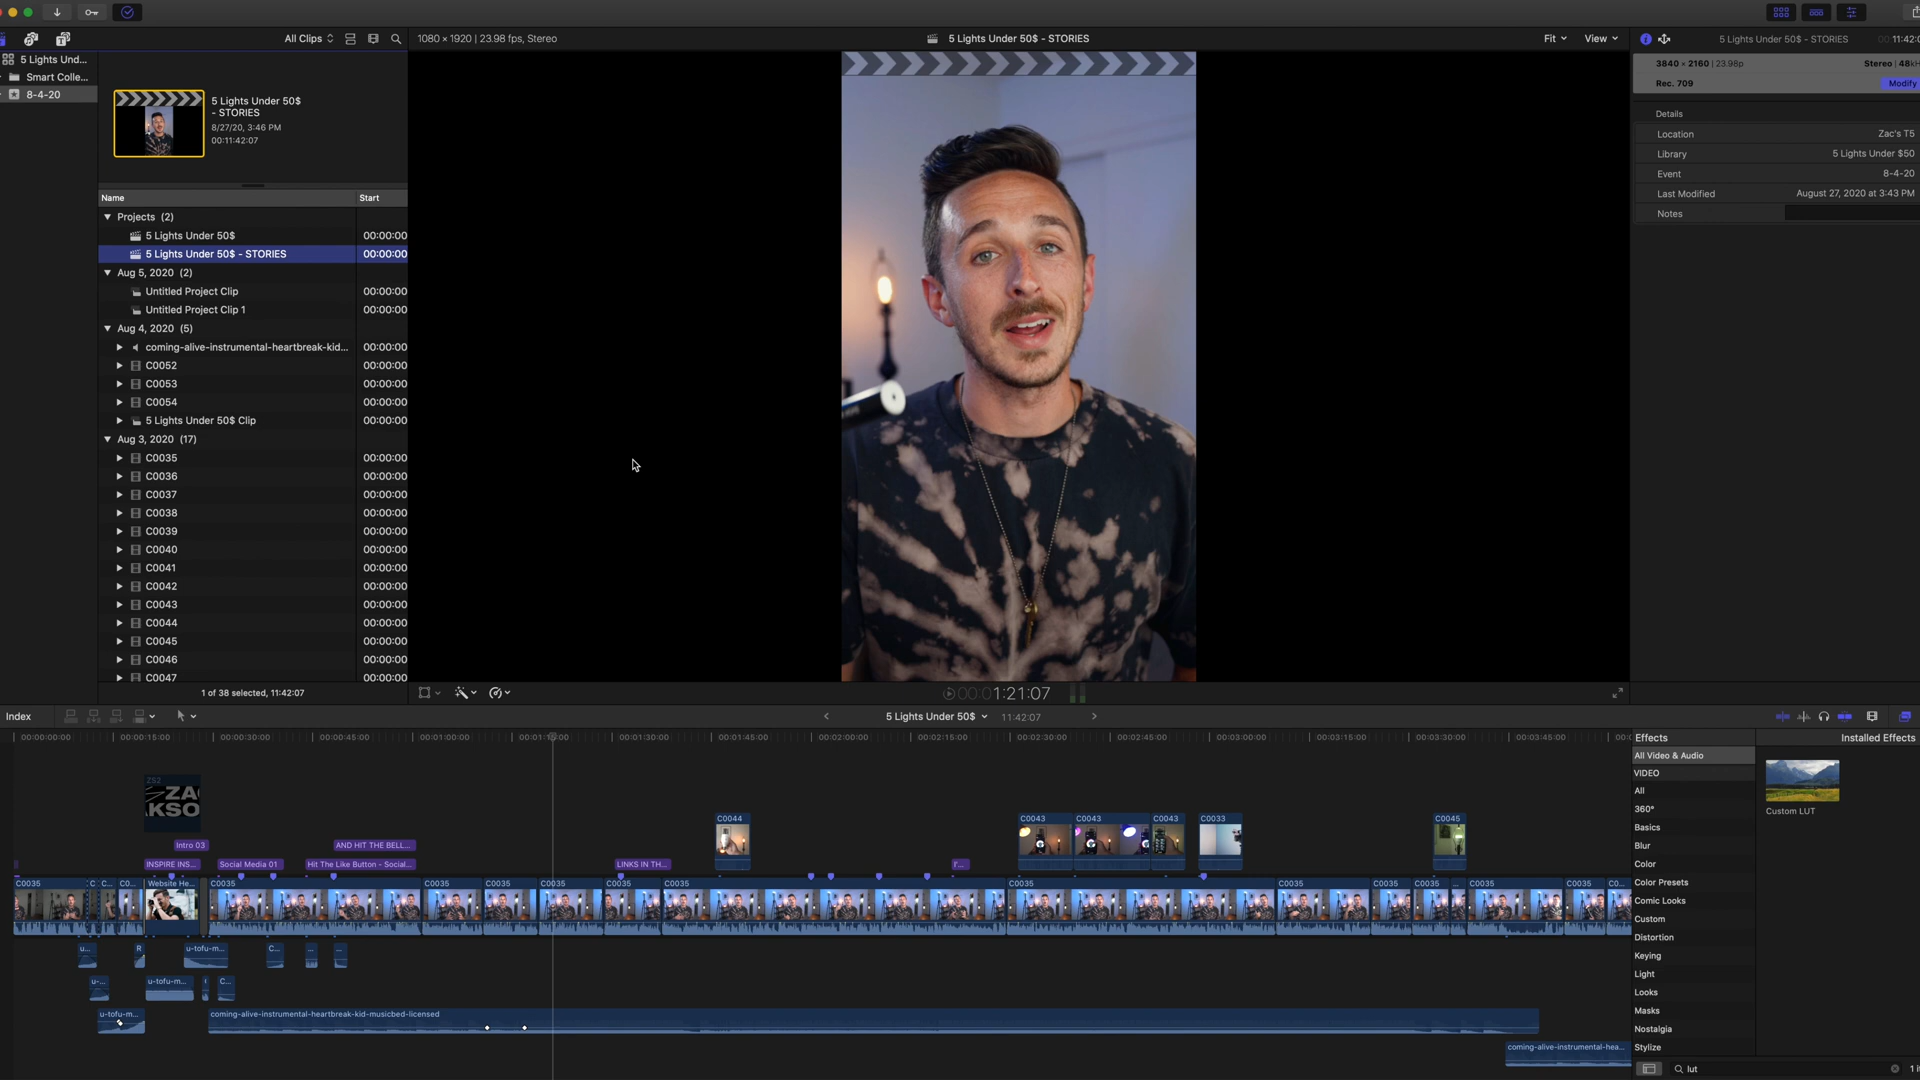 All Clips
1080 × 1920 | 23.98 fps, Stereo
5 Lights Under 50$ - STORIES
Fit
View
5 Lights Under 50$ - STORIES
11:42:0
5 Lights Und...
Smart Colle...
8-4-20
5 Lights Under 50$
- STORIES
8/27/20, 3:46 PM
00:11:42:07
3840 × 2160 | 23.98p
Stereo | 48k
Rec. 709
Modify
Details
Location
Zac's T5
Library
5 Lights Under $50
Event
8-4-20
Last Modified
August 27, 2020 at 3:43 PM
Notes
Name
Start
Projects (2)
5 Lights Under 50$
00:00:00
5 Lights Under 50$ - STORIES
00:00:00
Aug 5, 2020 (2)
Untitled Project Clip
00:00:00
Untitled Project Clip 1
00:00:00
Aug 4, 2020 (5)
coming-alive-instrumental-heartbreak-kid...
00:00:00
C0052
00:00:00
C0053
00:00:00
C0054
00:00:00
5 Lights Under 50$ Clip
00:00:00
Aug 3, 2020 (17)
C0035
00:00:00
C0036
00:00:00
C0037
00:00:00
C0038
00:00:00
C0039
00:00:00
C0040
00:00:00
C0041
00:00:00
C0042
00:00:00
C0043
00:00:00
C0044
00:00:00
C0045
00:00:00
C0046
00:00:00
C0047
00:00:00
1 of 38 selected, 11:42:07
00:00:01:21:07
Index
5 Lights Under 50$
11:42:07
00:00:00:00
00:00:15:00
00:00:30:00
00:00:45:00
00:01:00:00
00:01:15:00
00:01:30:00
00:01:45:00
00:02:00:00
00:02:15:00
00:02:30:00
00:02:45:00
00:03:00:00
00:03:15:00
00:03:30:00
00:03:45:00
ZS2
ZA
KSO
Intro 03
AND HIT THE BELL...
INSPIRE INS...
Social Media 01
Hit The Like Button - Social...
LINKS IN TH...
C0044
C0043
C0043
C0043
C0033
C0045
C0035
C
C...
C0...
Website He...
C0035
C0035
C0035
C0035
C0035
C0035
C0035
C0035
C0035
C0035
...
C0035
C0035
C0...
u...
R
u-tofu-m...
C...
...
...
u-...
u-tofu-m...
C...
u-tofu-m...
coming-alive-instrumental-heartbreak-kid-musicbed-licensed
coming-alive-instrumental-hea...
Effects
Installed Effects
All Video & Audio
VIDEO
All
360°
Basics
Blur
Color
Color Presets
Comic Looks
Custom
Distortion
Keying
Light
Looks
Masks
Nostalgia
Stylize
Custom LUT
lut